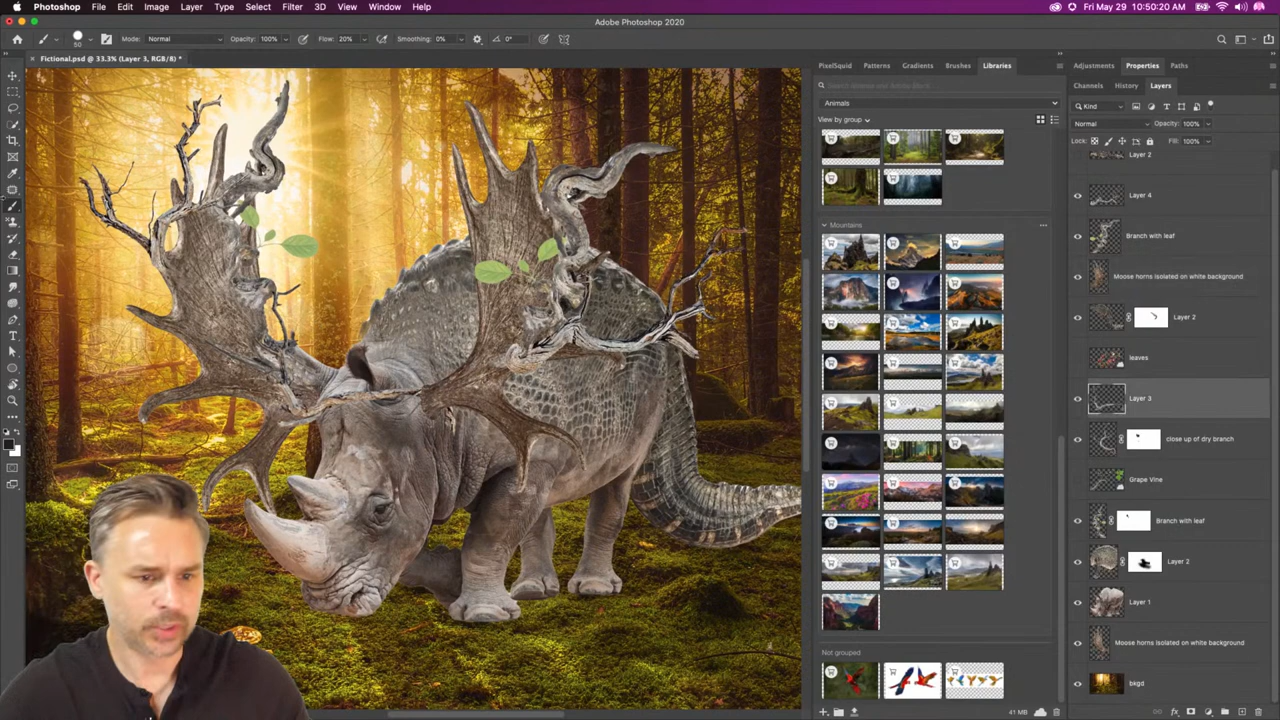 Photoshop File Edit Image Layer Type Select Filter 3D View Window Help Fri May 29 10:50:20 AM
Adobe Photoshop 2020
50 Mode: Normal Opacity: 100% Flow: 20% Smoothing: 0% 0°
Fictional.psd @ 33.3% (Layer 3, RGB/8) *
PixelSquid Patterns Gradients Brushes Libraries
Animals
View by group
Mountains
Not grouped
41 MB
Adjustments Properties Paths
Channels History Layers
Kind
Normal Opacity: 100%
Lock: Fill: 100%
Layer 2
Layer 4
Branch with leaf
Moose horns isolated on white background
Layer 2
leaves
Layer 3
close up of dry branch
Grape Vine
Branch with leaf
Layer 2
Layer 1
Moose horns isolated on white background
bkgd
fx